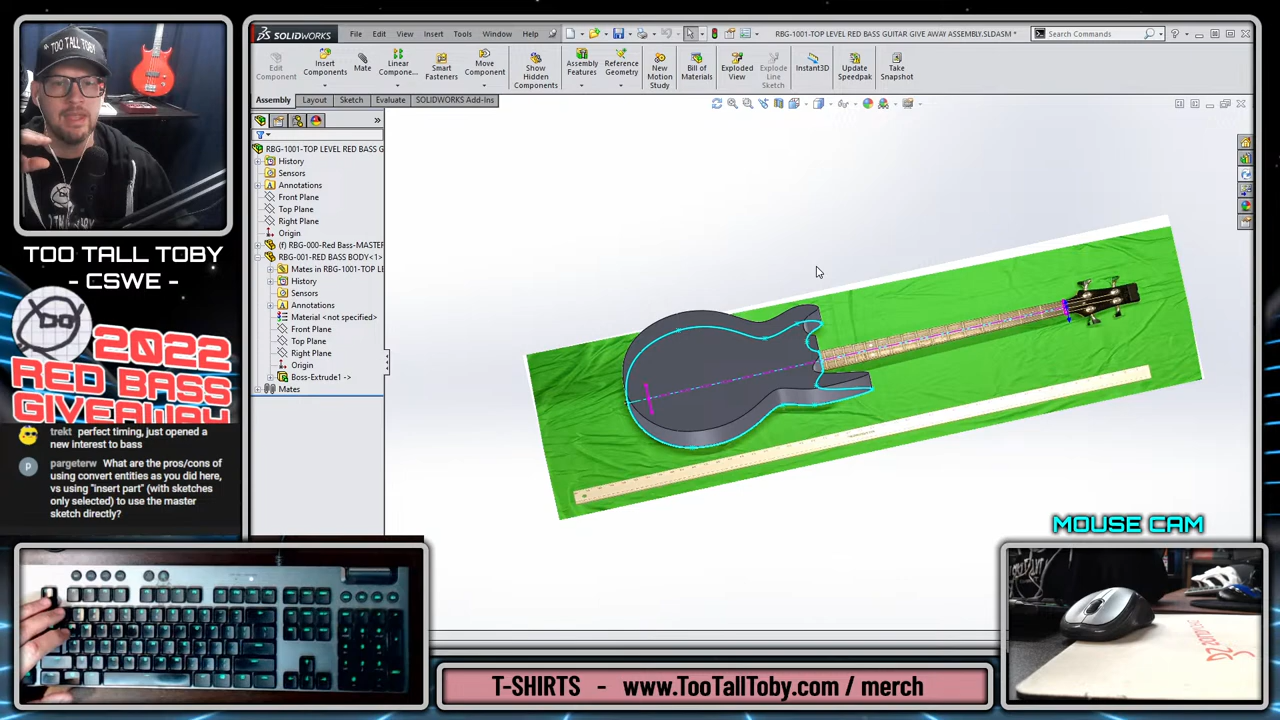 SOLIDWORKS
File Edit View Insert Tools Window
RBG-1001-TOP LEVEL RED BASS GUITAR GIVE AWAY ASSEMBLY.SLDASM *
Search Commands
Edit Component
Insert Components
Mate
Linear Compone...
Smart Fasteners
Move Component
Show Hidden Components
Assembly Features
Reference Geometry
New Motion Study
Bill of Materials
Exploded View
Explode Line Sketch
Instant3D
Update Speedpak
Take Snapshot
Assembly Layout Sketch Evaluate SOLIDWORKS Add-Ins
RBG-1001-TOP LEVEL RED BASS G
History
Sensors
Annotations
Front Plane
Top Plane
Right Plane
Origin
(f) RBG-000-Red Bass-MASTER
RBG-001-RED BASS BODY<1>
Mates in RBG-1001-TOP LE
History
Sensors
Annotations
Material <not specified>
Front Plane
Top Plane
Right Plane
Origin
Boss-Extrude1 ->
Mates
TOO TALL TOBY
- CSWE -
2022
RED BASS
GIVEAWAY
trekt perfect timing, just opened a
new interest to bass
pargeterw What are the pros/cons of
using convert entities as you did here,
vs using "insert part" (with sketches
only selected) to use the master
sketch directly?
MOUSE CAM
T-SHIRTS - www.TooTallToby.com / merch